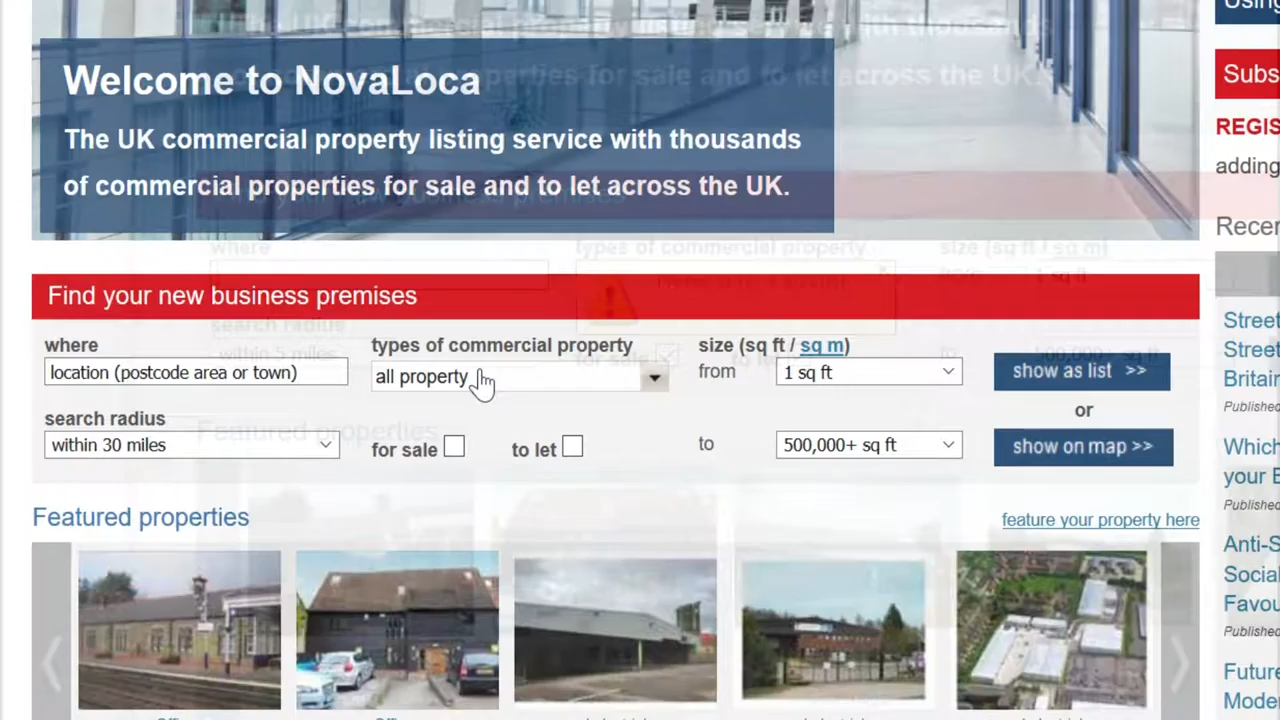 Welcome to NovaLoca
The UK commercial property listing service with thousands
of commercial properties for sale and to let across the UK.
Find your new business premises
where
location (postcode area or town)
search radius
within 30 miles
types of commercial property
all property
for sale
to let
size (sq ft / sq m)
from
1 sq ft
to
500,000+ sq ft
show as list >>
or
show on map >>
Featured properties
feature your property here
Subs
REGIS
adding
Recer
Street
Street
Britain
Published
Which
your B
Published
Anti-S
Social
Favou
Published
Future
Mode